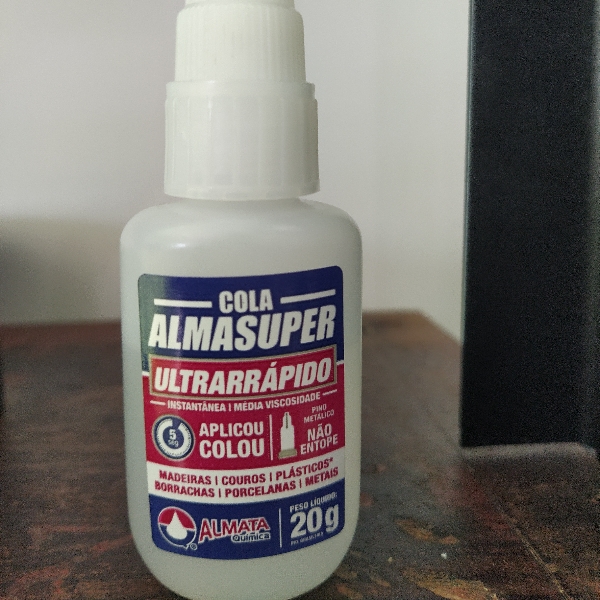 COLA
ALMASUPER
ULTRARRÁPIDO
INSTANTÂNEA | MÉDIA VISCOSIDADE
5 seg
APLICOU
COLOU
PINO
METÁLICO
NÃO
ENTOPE
MADEIRAS | COUROS | PLÁSTICOS*
BORRACHAS | PORCELANAS | METAIS
ALMATA
Química
PESO LÍQUIDO:
20g